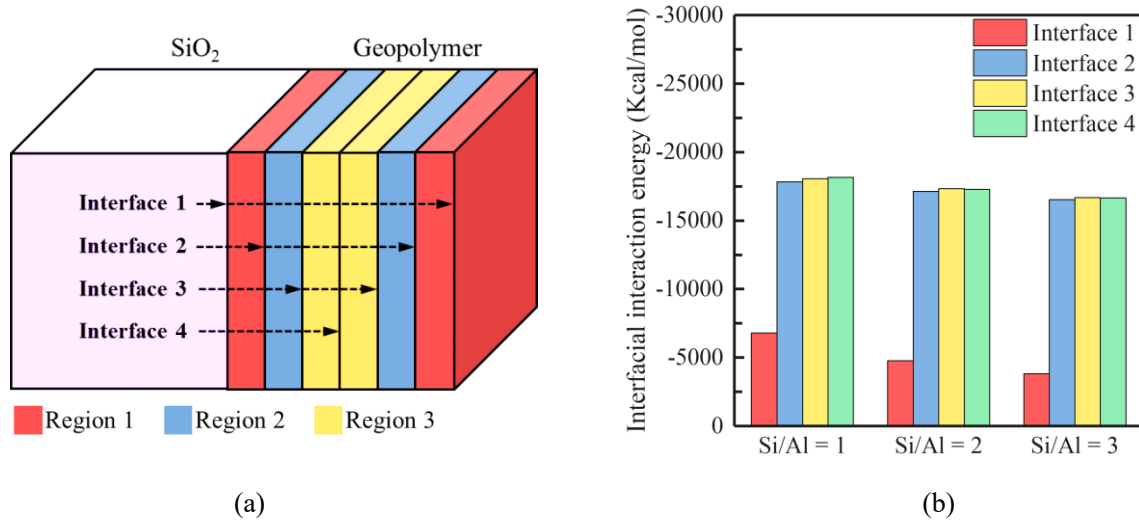 SiO₂ Geopolymer
Interface 1
Interface 2
Interface 3
Interface 4
Region 1 Region 2 Region 3
(a)
Interfacial interaction energy (Kcal/mol)
-30000
-25000
-20000
-15000
-10000
-5000
0
Interface 1
Interface 2
Interface 3
Interface 4
Si/Al = 1 Si/Al = 2 Si/Al = 3
(b)